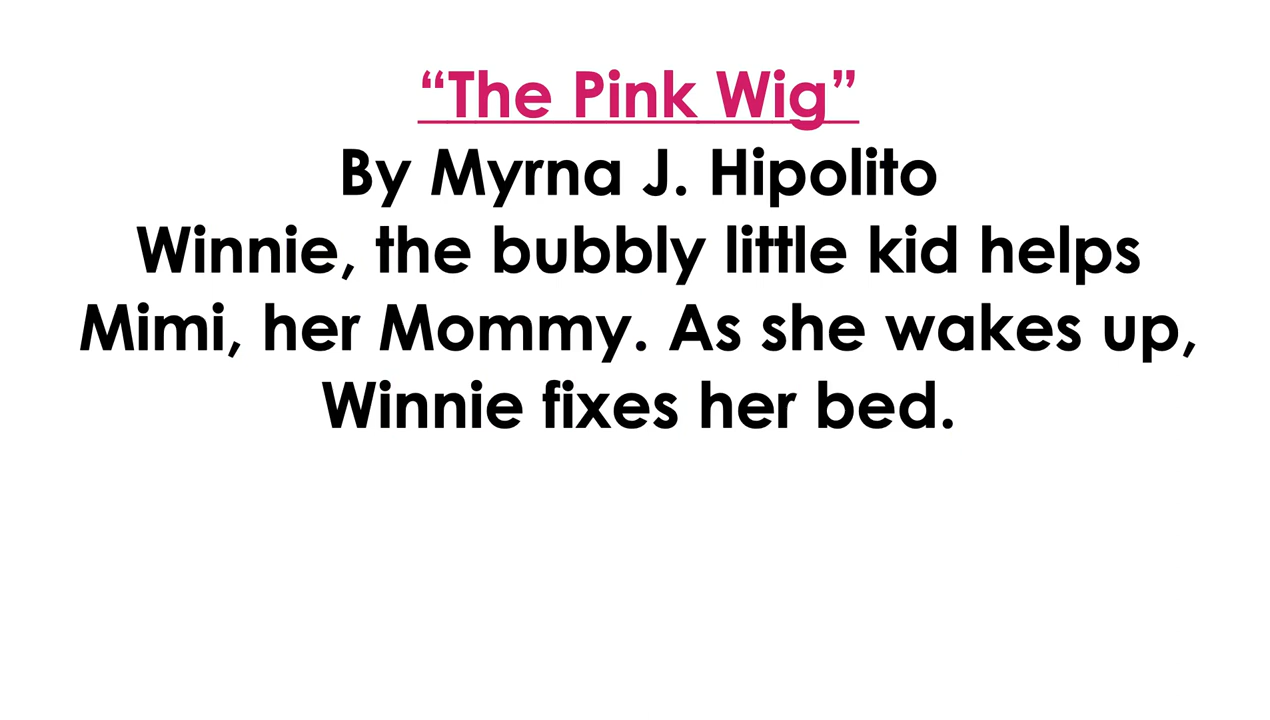 “The Pink Wig”
By Myrna J. Hipolito
Winnie, the bubbly little kid helps
Mimi, her Mommy. As she wakes up,
Winnie fixes her bed.